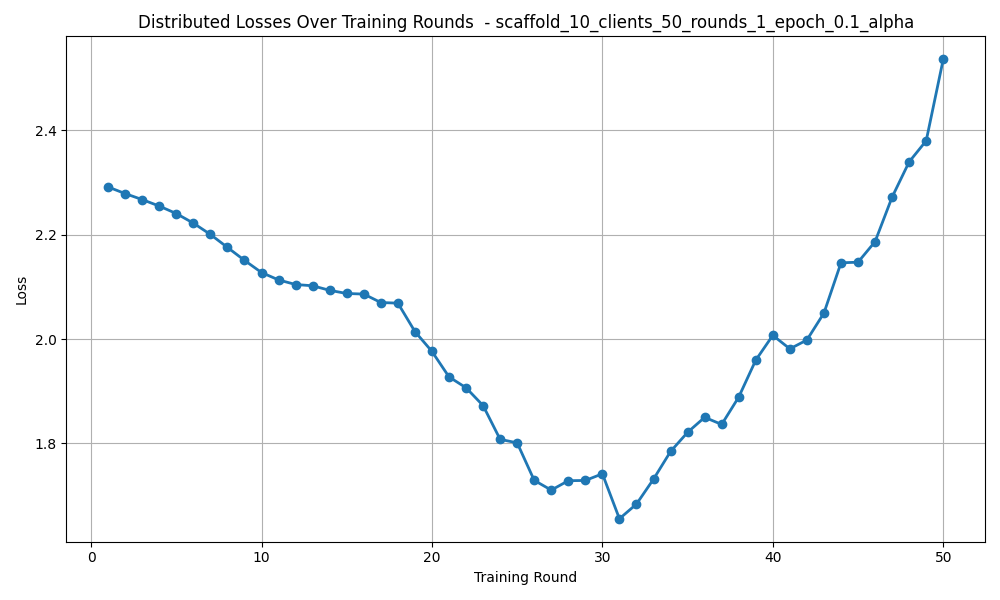 Distributed Losses Over Training Rounds  - scaffold_10_clients_50_rounds_1_epoch_0.1_alpha
Loss
2.4
2.2
2.0
1.8
0 10 20 30 40 50
Training Round